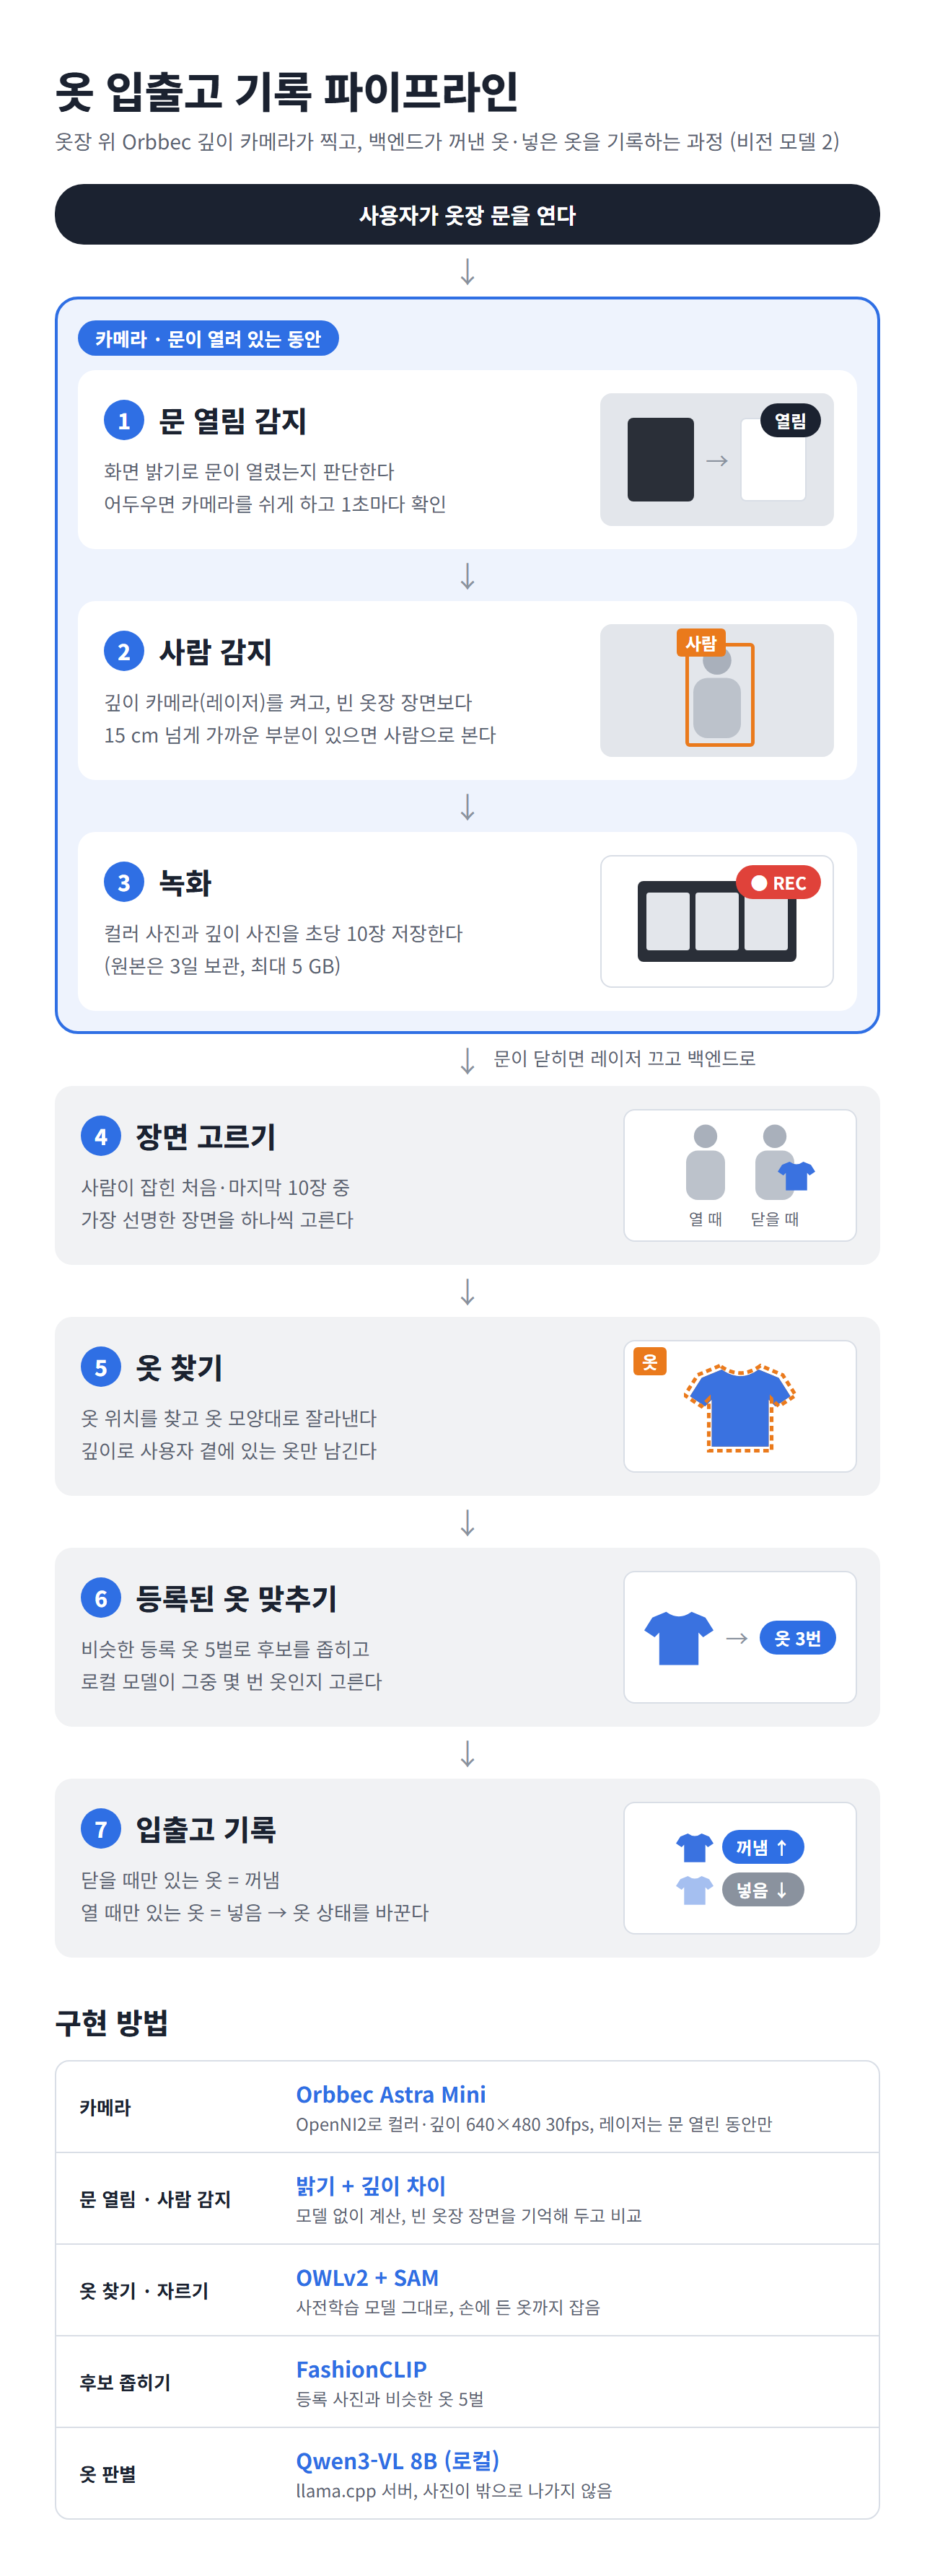 옷 입출고 기록 파이프라인
옷장 위 Orbbec 깊이 카메라가 찍고, 백엔드가 꺼낸 옷·넣은 옷을 기록하는 과정 (비전 모델 2)
사용자가 옷장 문을 연다
↓
카메라 · 문이 열려 있는 동안
1 문 열림 감지
화면 밝기로 문이 열렸는지 판단한다
어두우면 카메라를 쉬게 하고 1초마다 확인
→
열림
↓
2 사람 감지
깊이 카메라(레이저)를 켜고, 빈 옷장 장면보다
15 cm 넘게 가까운 부분이 있으면 사람으로 본다
사람
↓
3 녹화
컬러 사진과 깊이 사진을 초당 10장 저장한다
(원본은 3일 보관, 최대 5 GB)
● REC
↓ 문이 닫히면 레이저 끄고 백엔드로
4 장면 고르기
사람이 잡힌 처음·마지막 10장 중
가장 선명한 장면을 하나씩 고른다
열 때 닫을 때
↓
5 옷 찾기
옷 위치를 찾고 옷 모양대로 잘라낸다
깊이로 사용자 곁에 있는 옷만 남긴다
옷
↓
6 등록된 옷 맞추기
비슷한 등록 옷 5벌로 후보를 좁히고
로컬 모델이 그중 몇 번 옷인지 고른다
→ 옷 3번
↓
7 입출고 기록
닫을 때만 있는 옷 = 꺼냄
열 때만 있는 옷 = 넣음 → 옷 상태를 바꾼다
꺼냄 ↑
넣음 ↓
구현 방법
카메라
Orbbec Astra Mini
OpenNI2로 컬러·깊이 640×480 30fps, 레이저는 문 열린 동안만
문 열림 · 사람 감지
밝기 + 깊이 차이
모델 없이 계산, 빈 옷장 장면을 기억해 두고 비교
옷 찾기 · 자르기
OWLv2 + SAM
사전학습 모델 그대로, 손에 든 옷까지 잡음
후보 좁히기
FashionCLIP
등록 사진과 비슷한 옷 5벌
옷 판별
Qwen3-VL 8B (로컬)
llama.cpp 서버, 사진이 밖으로 나가지 않음